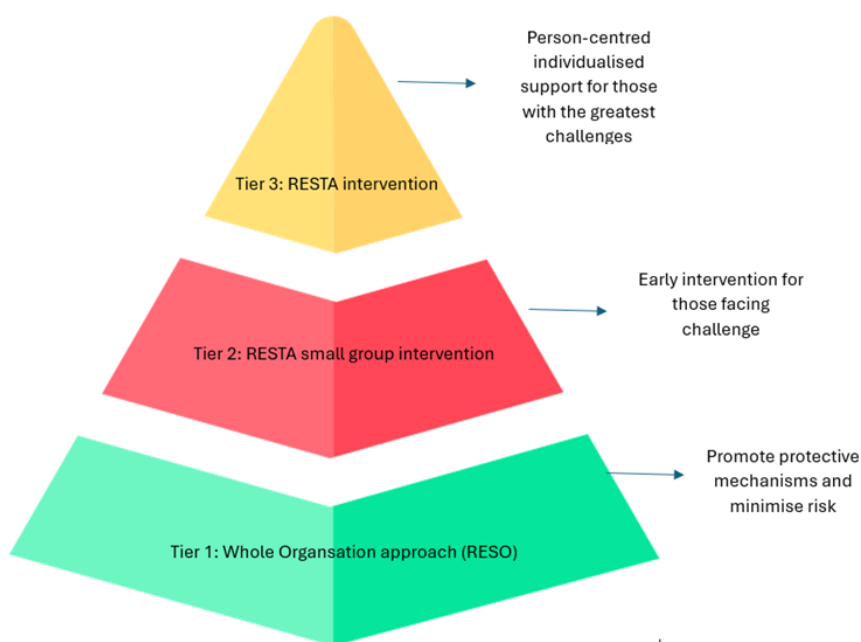 Person-centred
individualised
support for those
with the greatest
challenges
Tier 3: RESTA intervention
Early intervention for
those facing
challenge
Tier 2: RESTA small group intervention
Promote protective
mechanisms and
minimise risk
Tier 1: Whole Organsation approach (RESO)